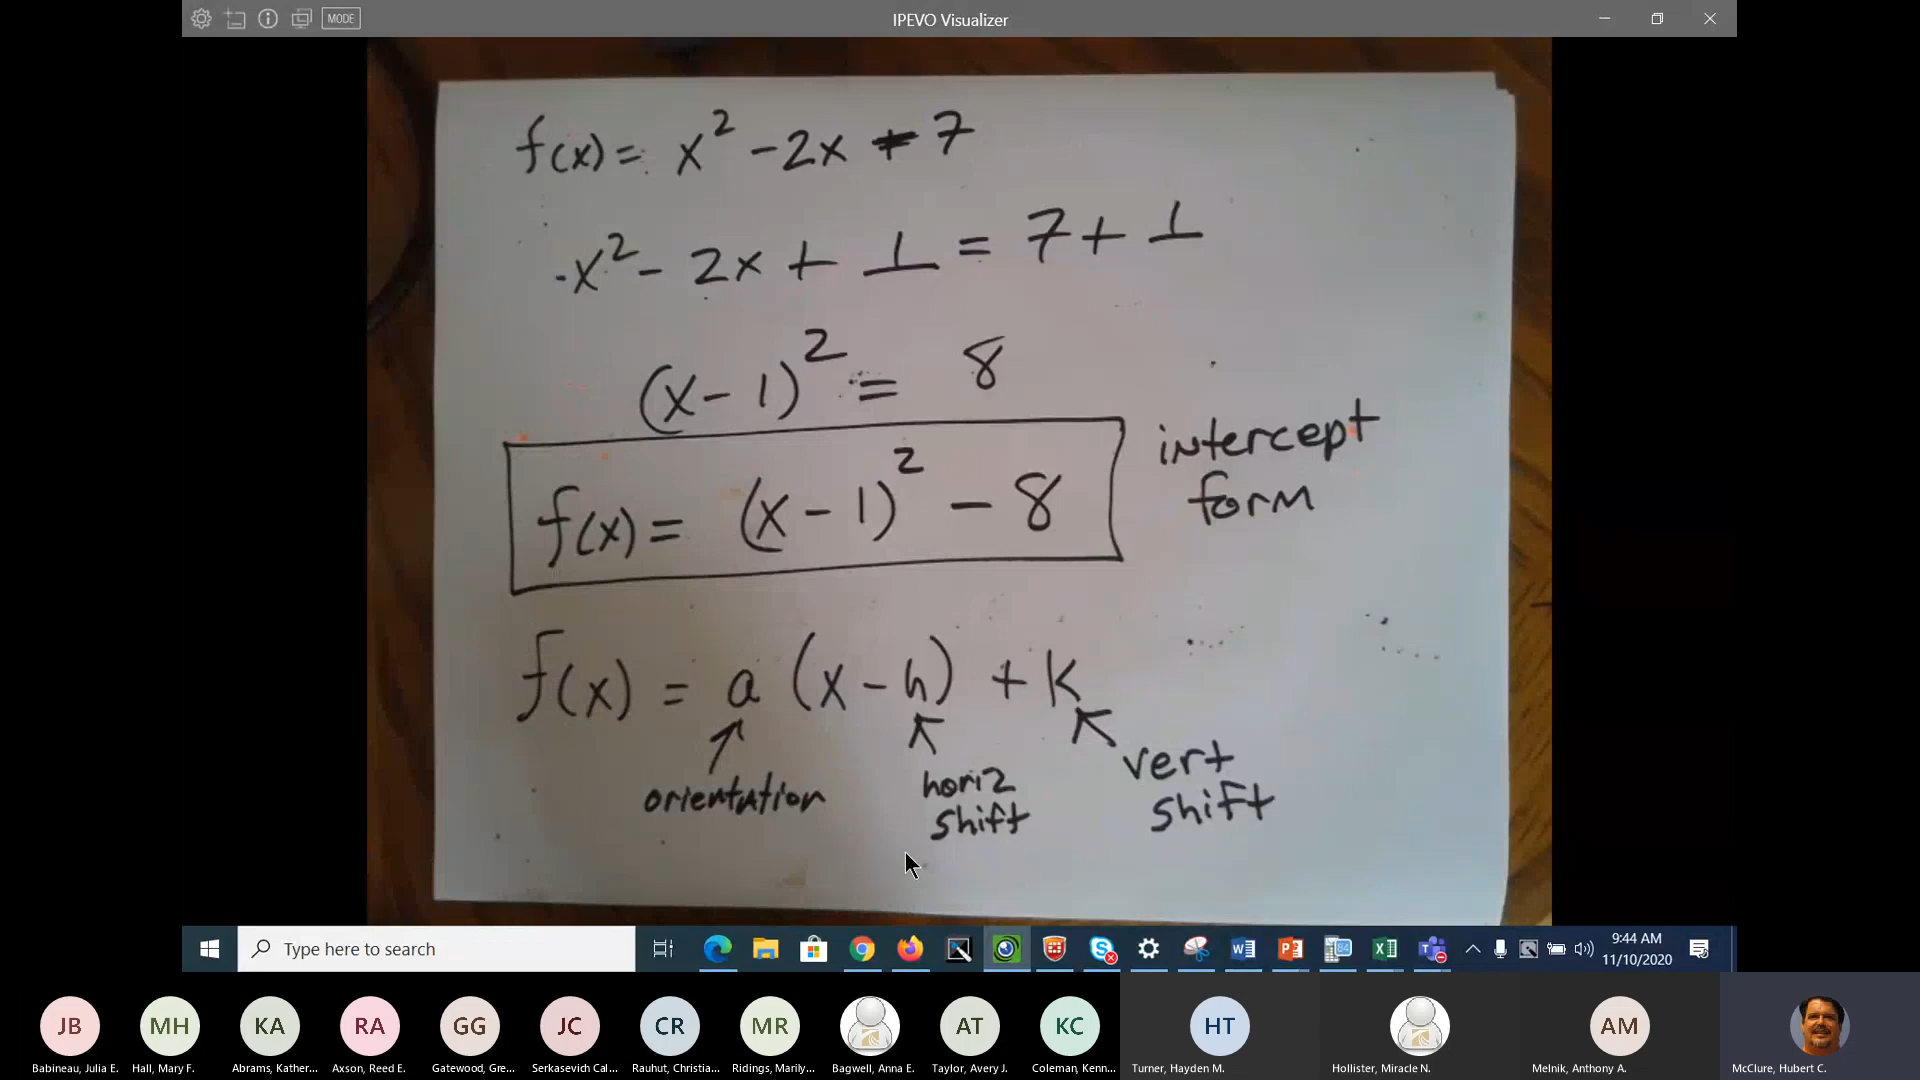 MODE
IPEVO Visualizer
f(x) = x² - 2x - 7
x² - 2x + 1 = 7 + 1
(x - 1)² = 8
f(x) = (x - 1)² - 8
intercept
form
f(x) = a (x - h) + k
orientation
horiz
shift
vert
shift
Type here to search
9:44 AM
11/10/2020
JB
MH
KA
RA
GG
JC
CR
MR
AT
KC
HT
AM
Babineau, Julia E.
Hall, Mary F.
Abrams, Kather...
Axson, Reed E.
Gatewood, Gre...
Serkasevich Cal...
Rauhut, Christia...
Ridings, Marily...
Bagwell, Anna E.
Taylor, Avery J.
Coleman, Kenn...
Turner, Hayden M.
Hollister, Miracle N.
Melnik, Anthony A.
McClure, Hubert C.